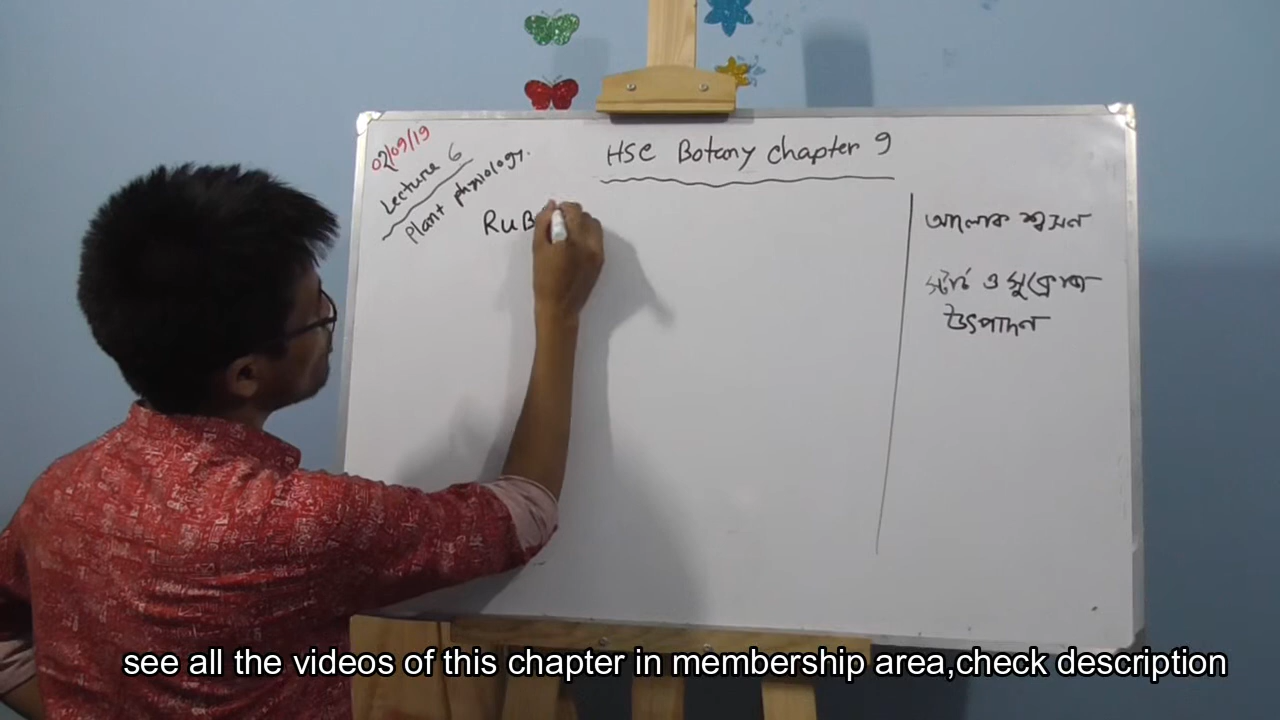 02/09/19
Lecture 6
Plant physiology.
HSC Botany chapter 9
RuB
আলোক শ্বসন
স্টার্চ ও সুক্রোজ
উৎপাদন
see all the videos of this chapter in membership area,check description